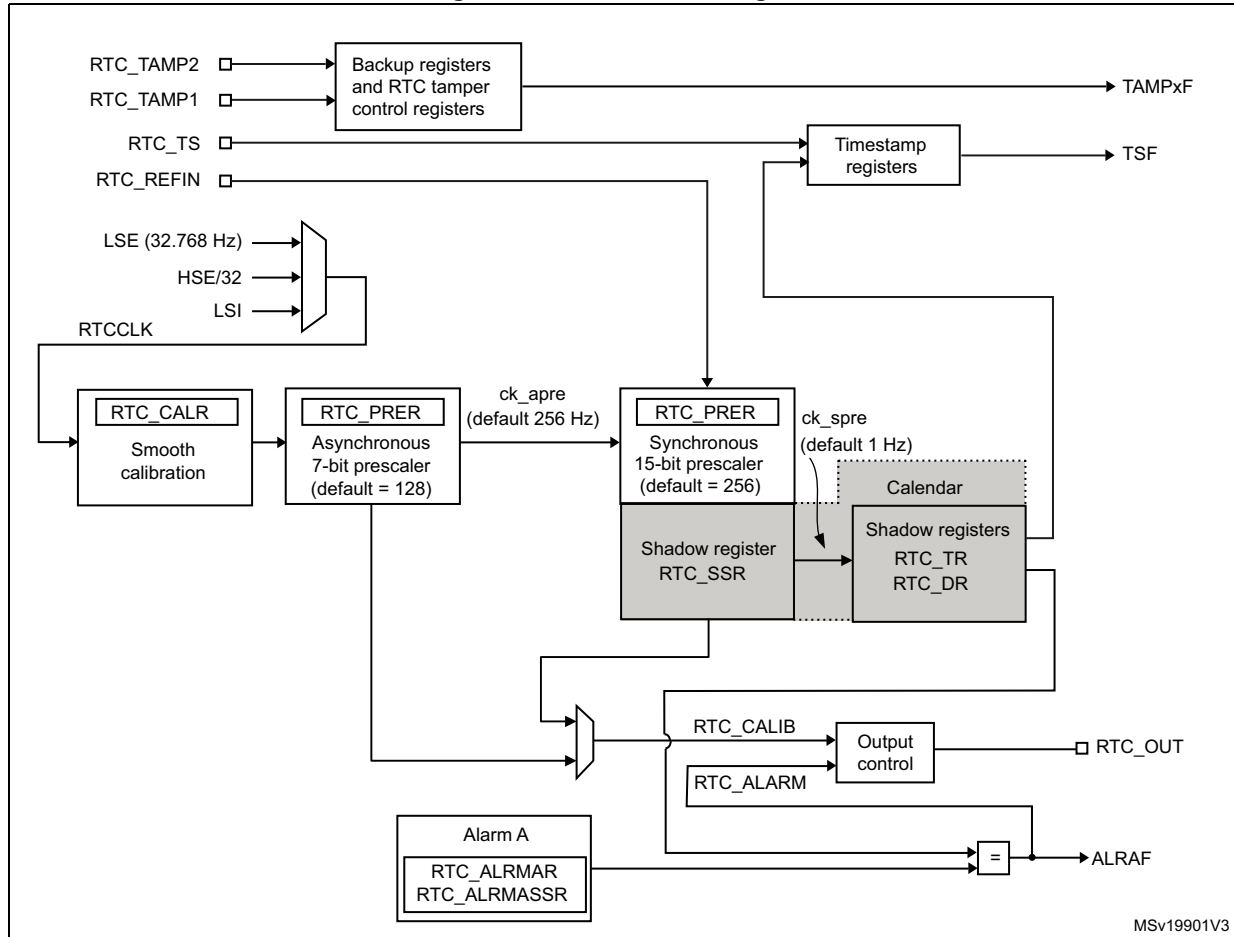 RTC_TAMP2
RTC_TAMP1
Backup registers
and RTC tamper
control registers
TAMPxF
RTC_TS
Timestamp
registers
TSF
RTC_REFIN
LSE (32.768 Hz)
HSE/32
LSI
RTCCLK
RTC_CALR
Smooth
calibration
RTC_PRER
Asynchronous
7-bit prescaler
(default = 128)
ck_apre
(default 256 Hz)
RTC_PRER
Synchronous
15-bit prescaler
(default = 256)
ck_spre
(default 1 Hz)
Calendar
Shadow register
RTC_SSR
Shadow registers
RTC_TR
RTC_DR
RTC_CALIB
Output
control
RTC_OUT
RTC_ALARM
Alarm A
RTC_ALRMAR
RTC_ALRMASSR
=
ALRAF
MSv19901V3